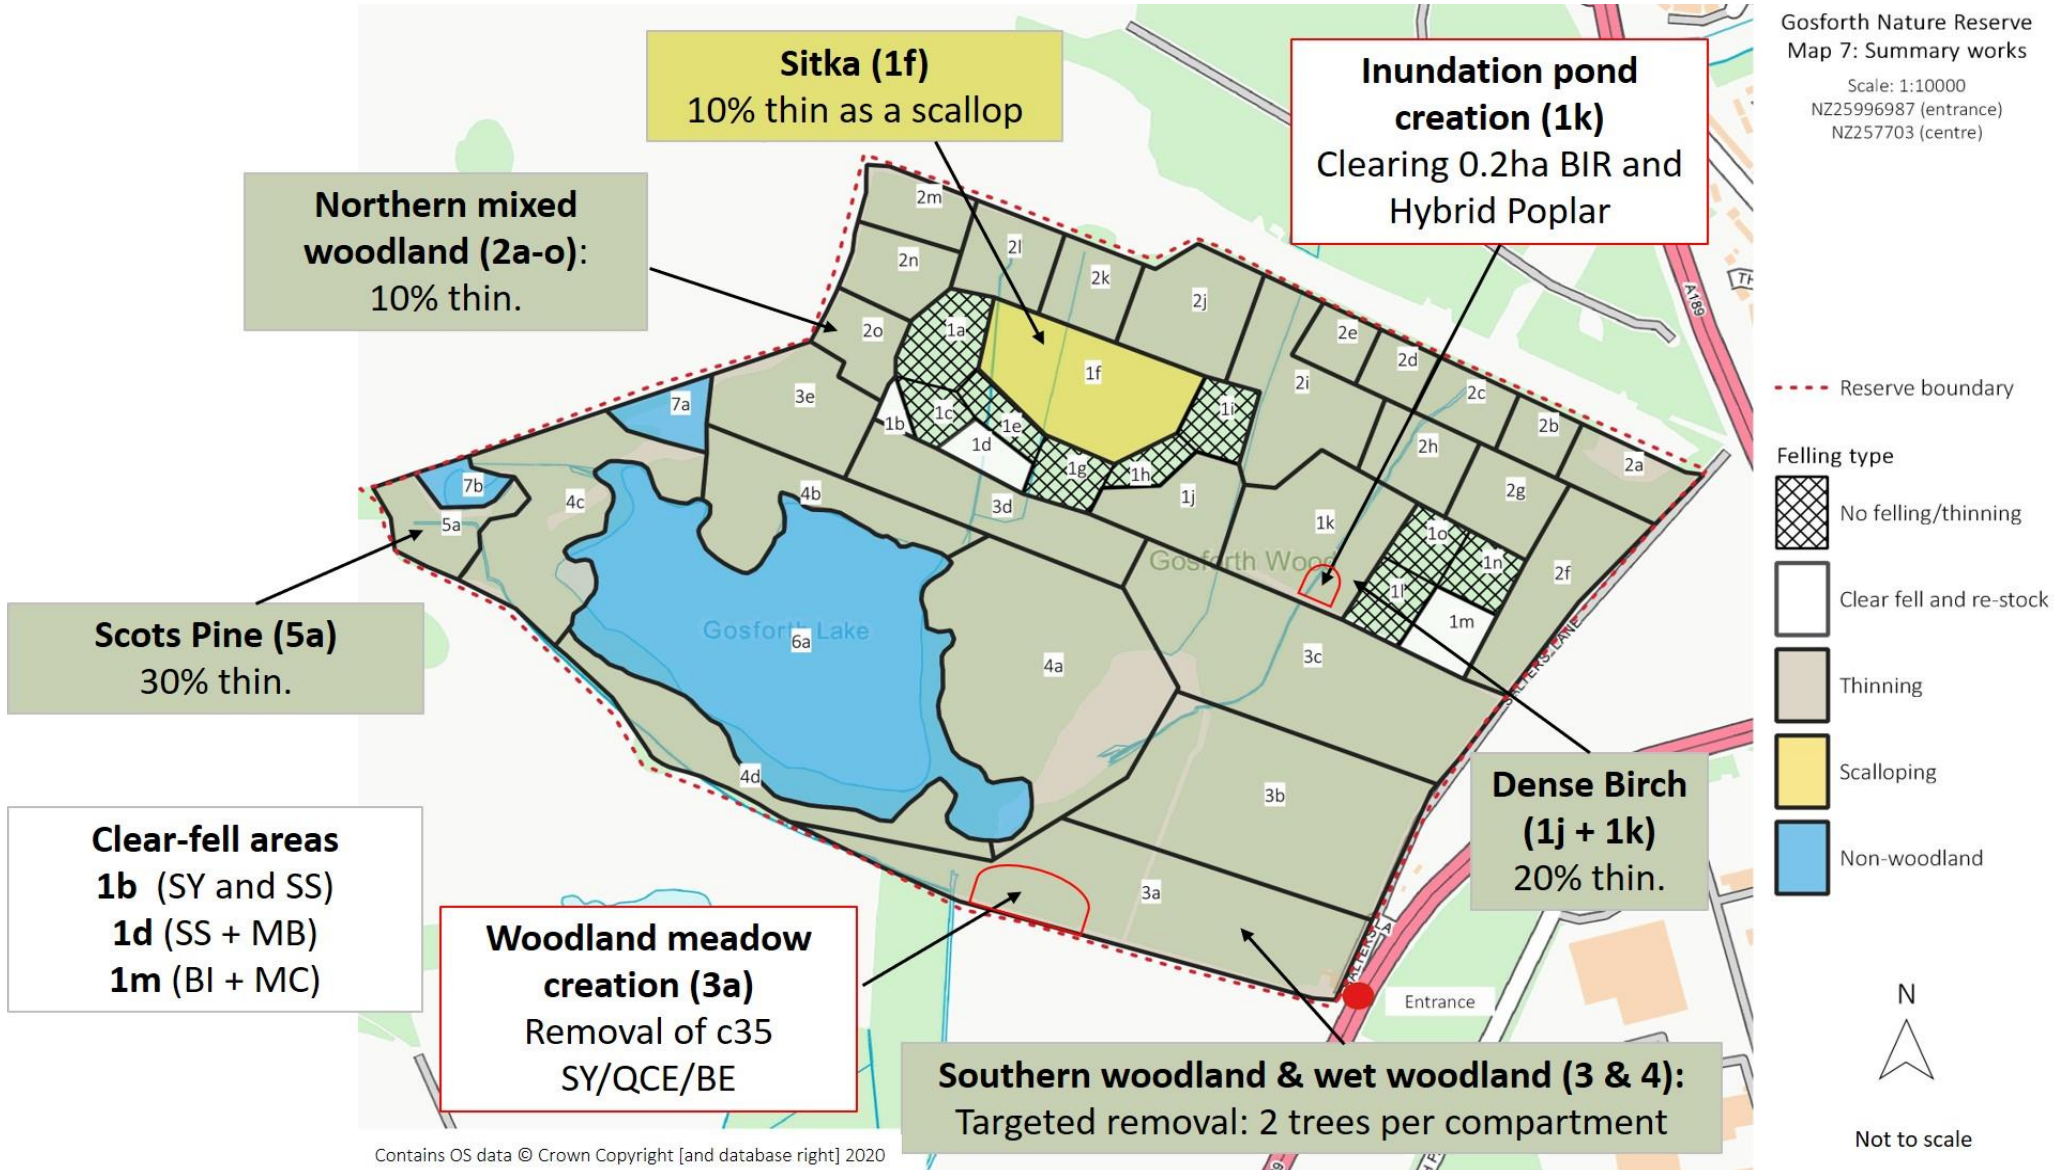 Gosforth Nature Reserve
Map 7: Summary works
Scale: 1:10000
NZ25996987 (entrance)
NZ257703 (centre)
Sitka (1f)
10% thin as a scallop
Inundation pond
creation (1k)
Clearing 0.2ha BIR and
Hybrid Poplar
Northern mixed
woodland (2a-o):
10% thin.
Scots Pine (5a)
30% thin.
Clear-fell areas
1b (SY and SS)
1d (SS + MB)
1m (BI + MC)
Woodland meadow
creation (3a)
Removal of c35
SY/QCE/BE
Southern woodland & wet woodland (3 & 4):
Targeted removal: 2 trees per compartment
Dense Birch
(1j + 1k)
20% thin.
2m
2n
2l
2k
2j
2o
1a
1f
2e
2d
2i
2c
2b
2a
7a
3e
1b
1c
1e
1d
1i
1g
1h
1j
2h
2g
7b
4c
4b
3d
5a
1k
1o
1n
2f
1l
1m
Gosforth Wood
Gosforth Lake
6a
4a
3c
4d
3b
3a
A189
TH
SALTERS LANE
SALTERS LA
Entrance
Reserve boundary
Felling type
No felling/thinning
Clear fell and re-stock
Thinning
Scalloping
Non-woodland
N
Not to scale
Contains OS data © Crown Copyright [and database right] 2020